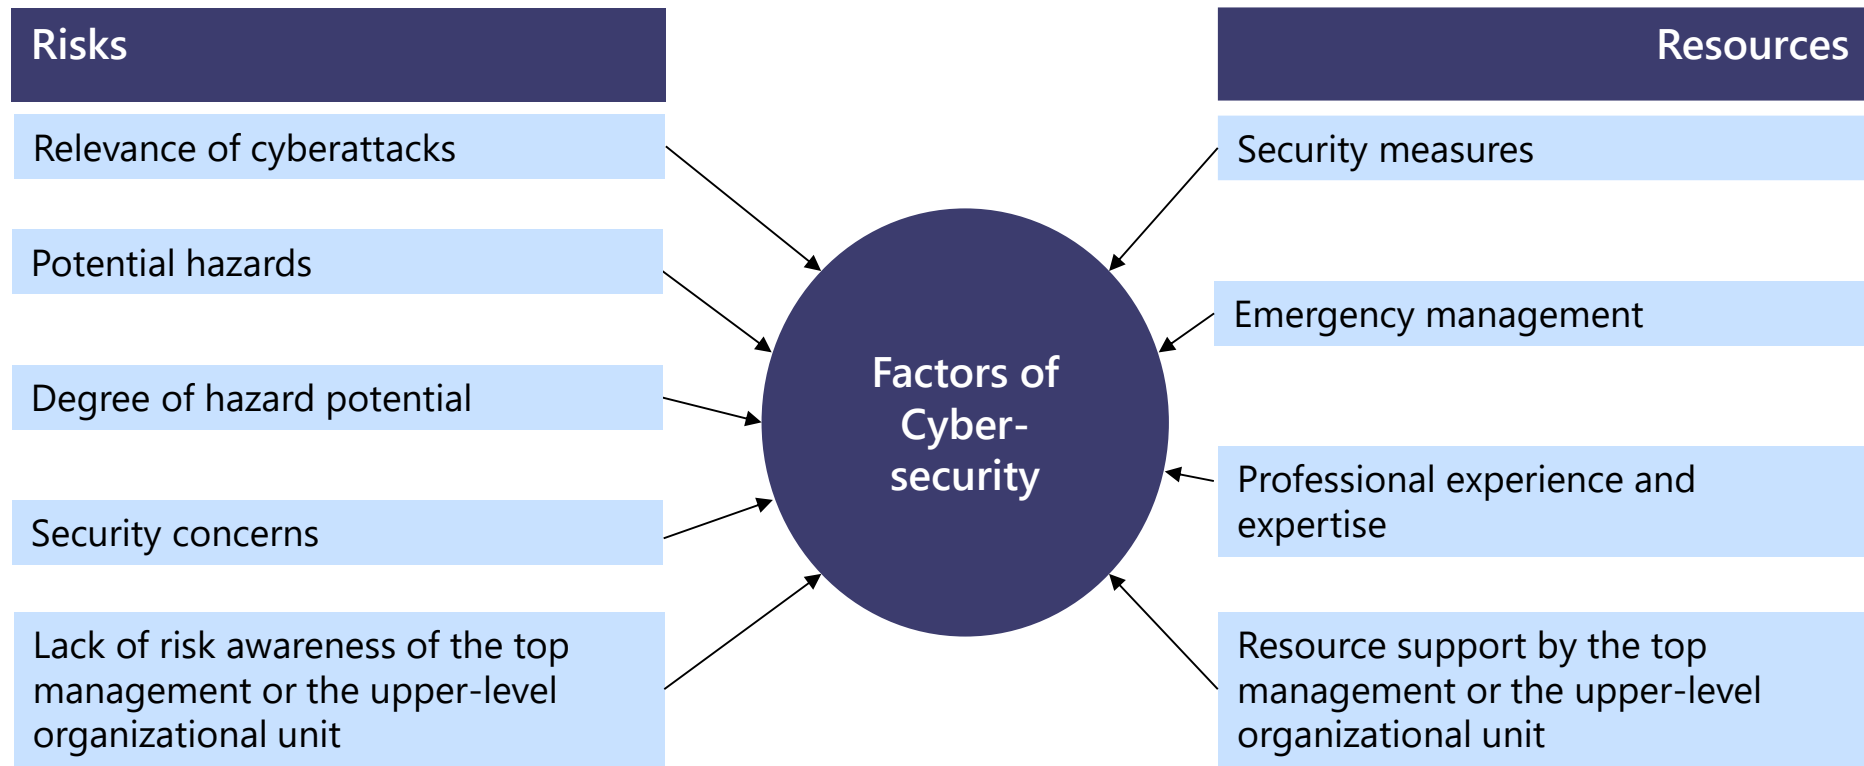 Risks
Relevance of cyberattacks
Potential hazards
Degree of hazard potential
Security concerns
Lack of risk awareness of the top
management or the upper-level
organizational unit
Factors of
Cyber-
security
Resources
Security measures
Emergency management
Professional experience and
expertise
Resource support by the top
management or the upper-level
organizational unit